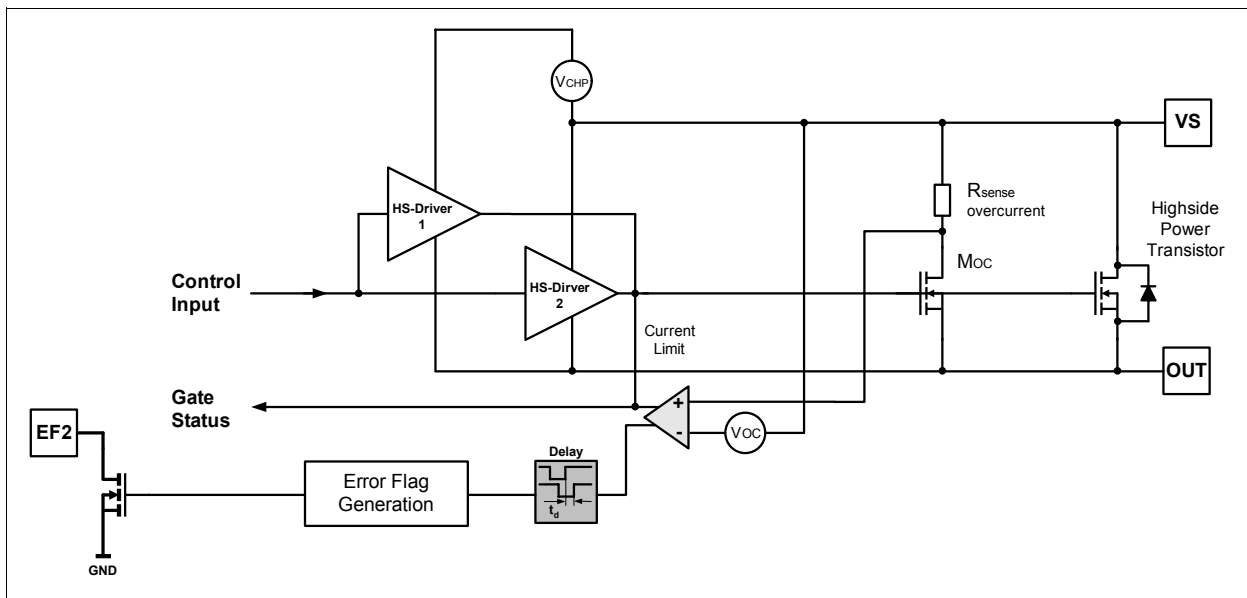 VCHP
VS
HS-Driver
1
Rsense
overcurrent
Highside
Power
Transistor
MOC
Control
Input
HS-Dirver
2
Current
Limit
OUT
Gate
Status
+
-
VOC
EF2
Delay
td
Error Flag
Generation
GND